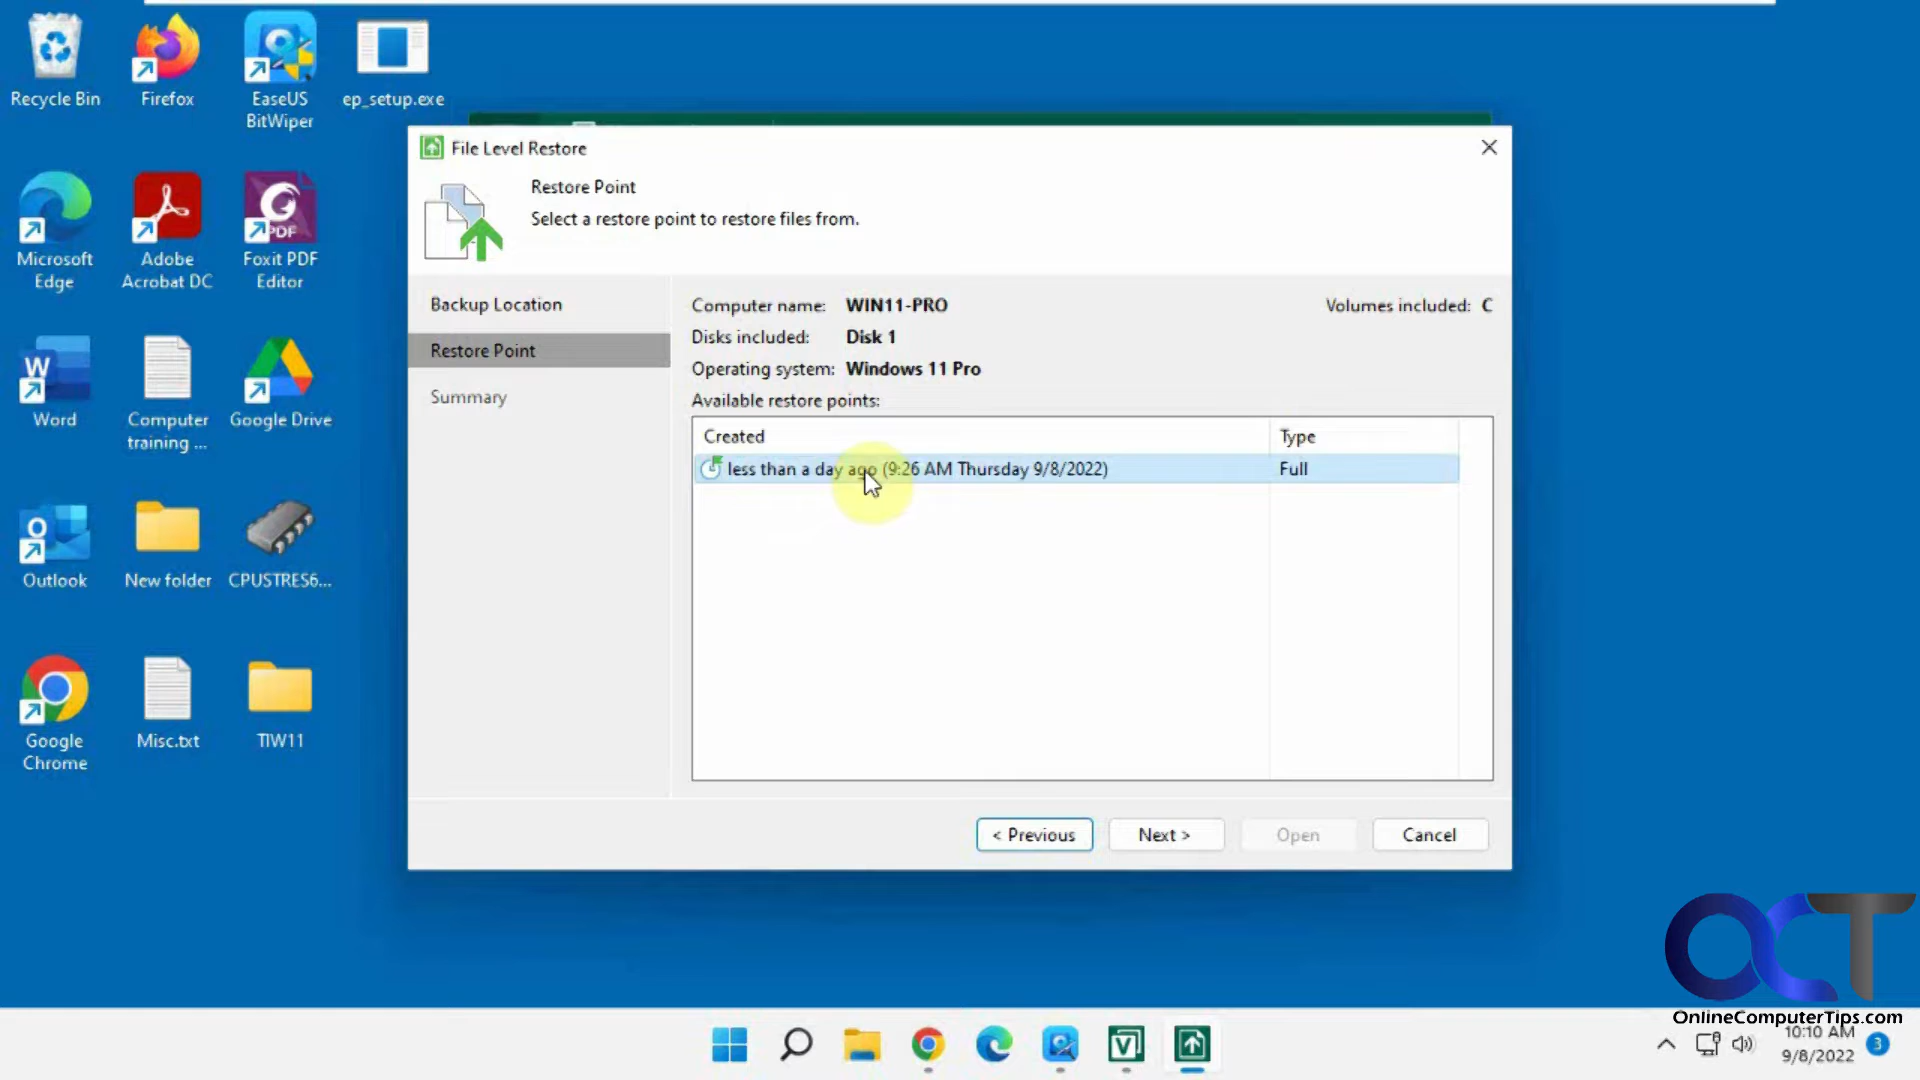 Recycle Bin
Firefox
EaseUS
BitWiper
ep_setup.exe
Microsoft
Edge
Adobe
Acrobat DC
PDF
Foxit PDF
Editor
W
Word
Computer
training ...
Google Drive
O
Outlook
New folder
CPUSTRES6...
Google
Chrome
Misc.txt
TIW11
File Level Restore
Restore Point
Select a restore point to restore files from.
Backup Location
Restore Point
Summary
Computer name: WIN11-PRO
Volumes included: C
Disks included: Disk 1
Operating system: Windows 11 Pro
Available restore points:
Created Type
less than a day ago (9:26 AM Thursday 9/8/2022) Full
< Previous
Next >
Open
Cancel
OCT
OnlineComputerTips.com
V
10:10 AM
9/8/2022
3